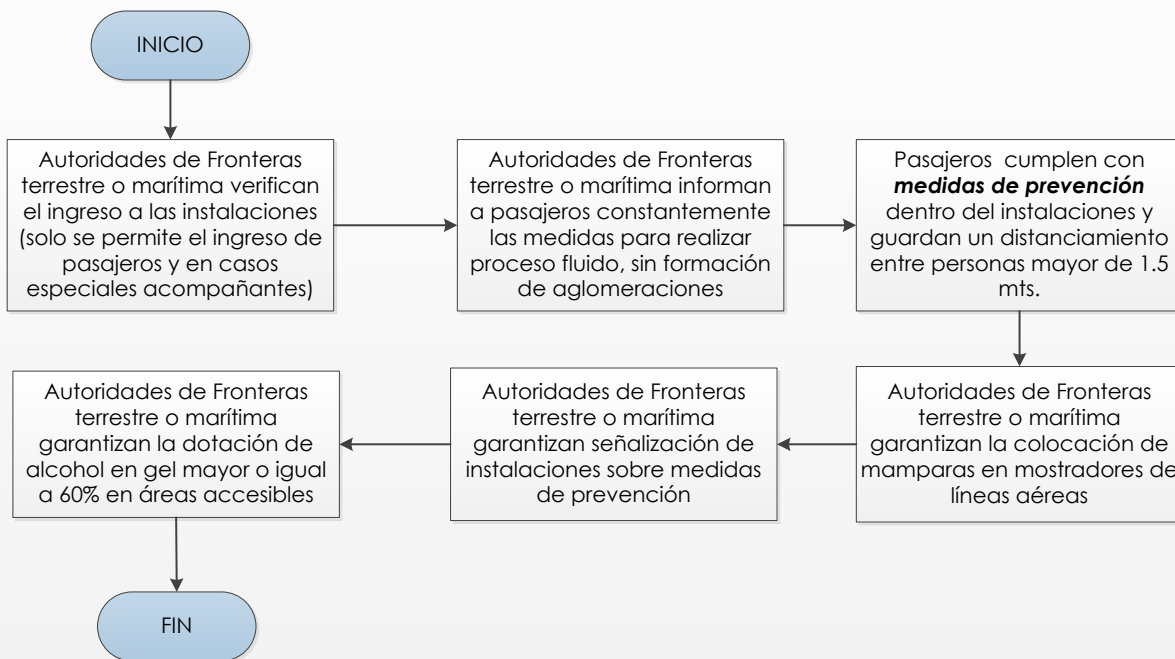 INICIO
Autoridades de Fronteras
terrestre o marítima verifican
el ingreso a las instalaciones
(solo se permite el ingreso de
pasajeros y en casos
especiales acompañantes)
Autoridades de Fronteras
terrestre o marítima informan
a pasajeros constantemente
las medidas para realizar
proceso fluido, sin formación
de aglomeraciones
Pasajeros cumplen con
medidas de prevención
dentro del instalaciones y
guardan un distanciamiento
entre personas mayor de 1.5
mts.
Autoridades de Fronteras
terrestre o marítima
garantizan la colocación de
mamparas en mostradores de
líneas aéreas
Autoridades de Fronteras
terrestre o marítima
garantizan señalización de
instalaciones sobre medidas
de prevención
Autoridades de Fronteras
terrestre o marítima
garantizan la dotación de
alcohol en gel mayor o igual
a 60% en áreas accesibles
FIN